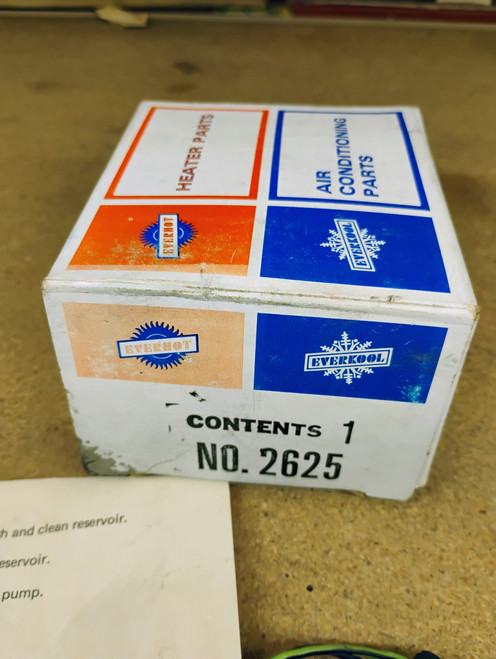 HEATER PARTS
AIR
CONDITIONING
PARTS
EVERHOT
EVERKOOL
EVERHOT
EVERKOOL
CONTENTS 1
NO. 2625
h and clean reservoir.
eservoir.
pump.